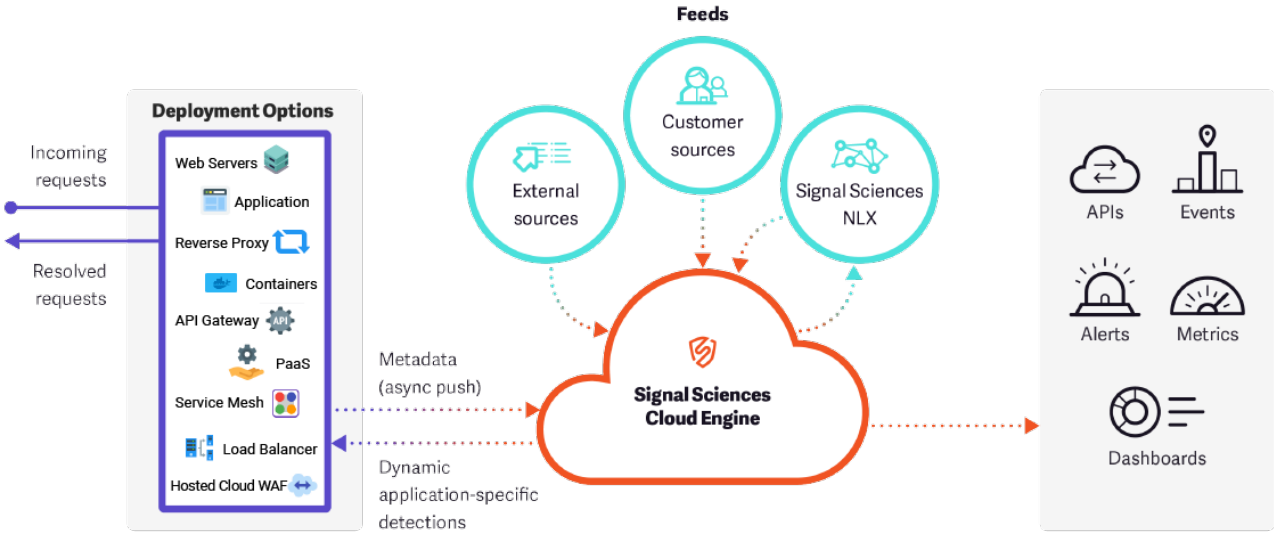 Feeds
Deployment Options
Incoming
requests
Resolved
requests
Web Servers
Application
Reverse Proxy
Containers
API Gateway
API
PaaS
Service Mesh
Load Balancer
Hosted Cloud WAF
External
sources
Customer
sources
Signal Sciences
NLX
Metadata
(async push)
Dynamic
application-specific
detections
Signal Sciences
Cloud Engine
APIs
Events
Alerts
Metrics
Dashboards